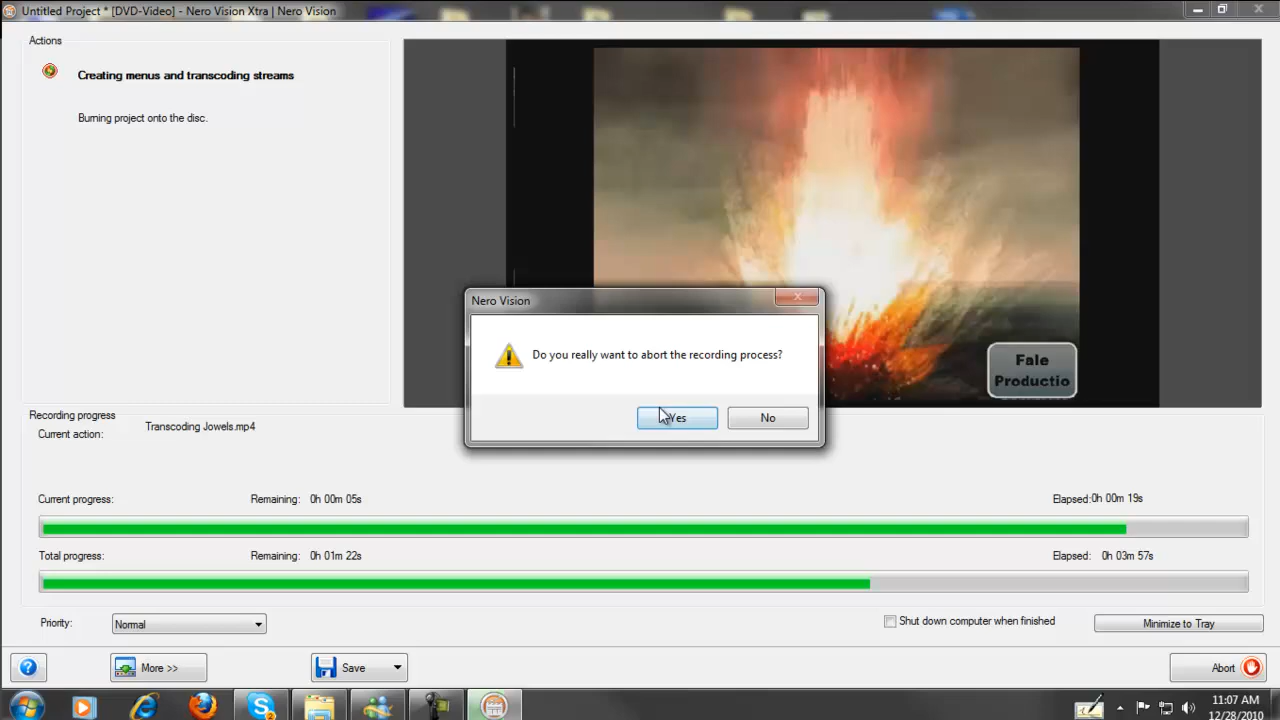 Untitled Project * [DVD-Video] - Nero Vision Xtra | Nero Vision
Actions
Creating menus and transcoding streams
Burning project onto the disc.
Fale
Productio
Nero Vision
Do you really want to abort the recording process?
Yes
No
Recording progress
Current action:
Transcoding Jowels.mp4
Current progress:
Remaining: 0h 00m 05s
Elapsed: 0h 00m 19s
Total progress:
Remaining: 0h 01m 22s
Elapsed: 0h 03m 57s
Priority:
Normal
Shut down computer when finished
Minimize to Tray
More >>
Save
Abort
11:07 AM
12/28/2010